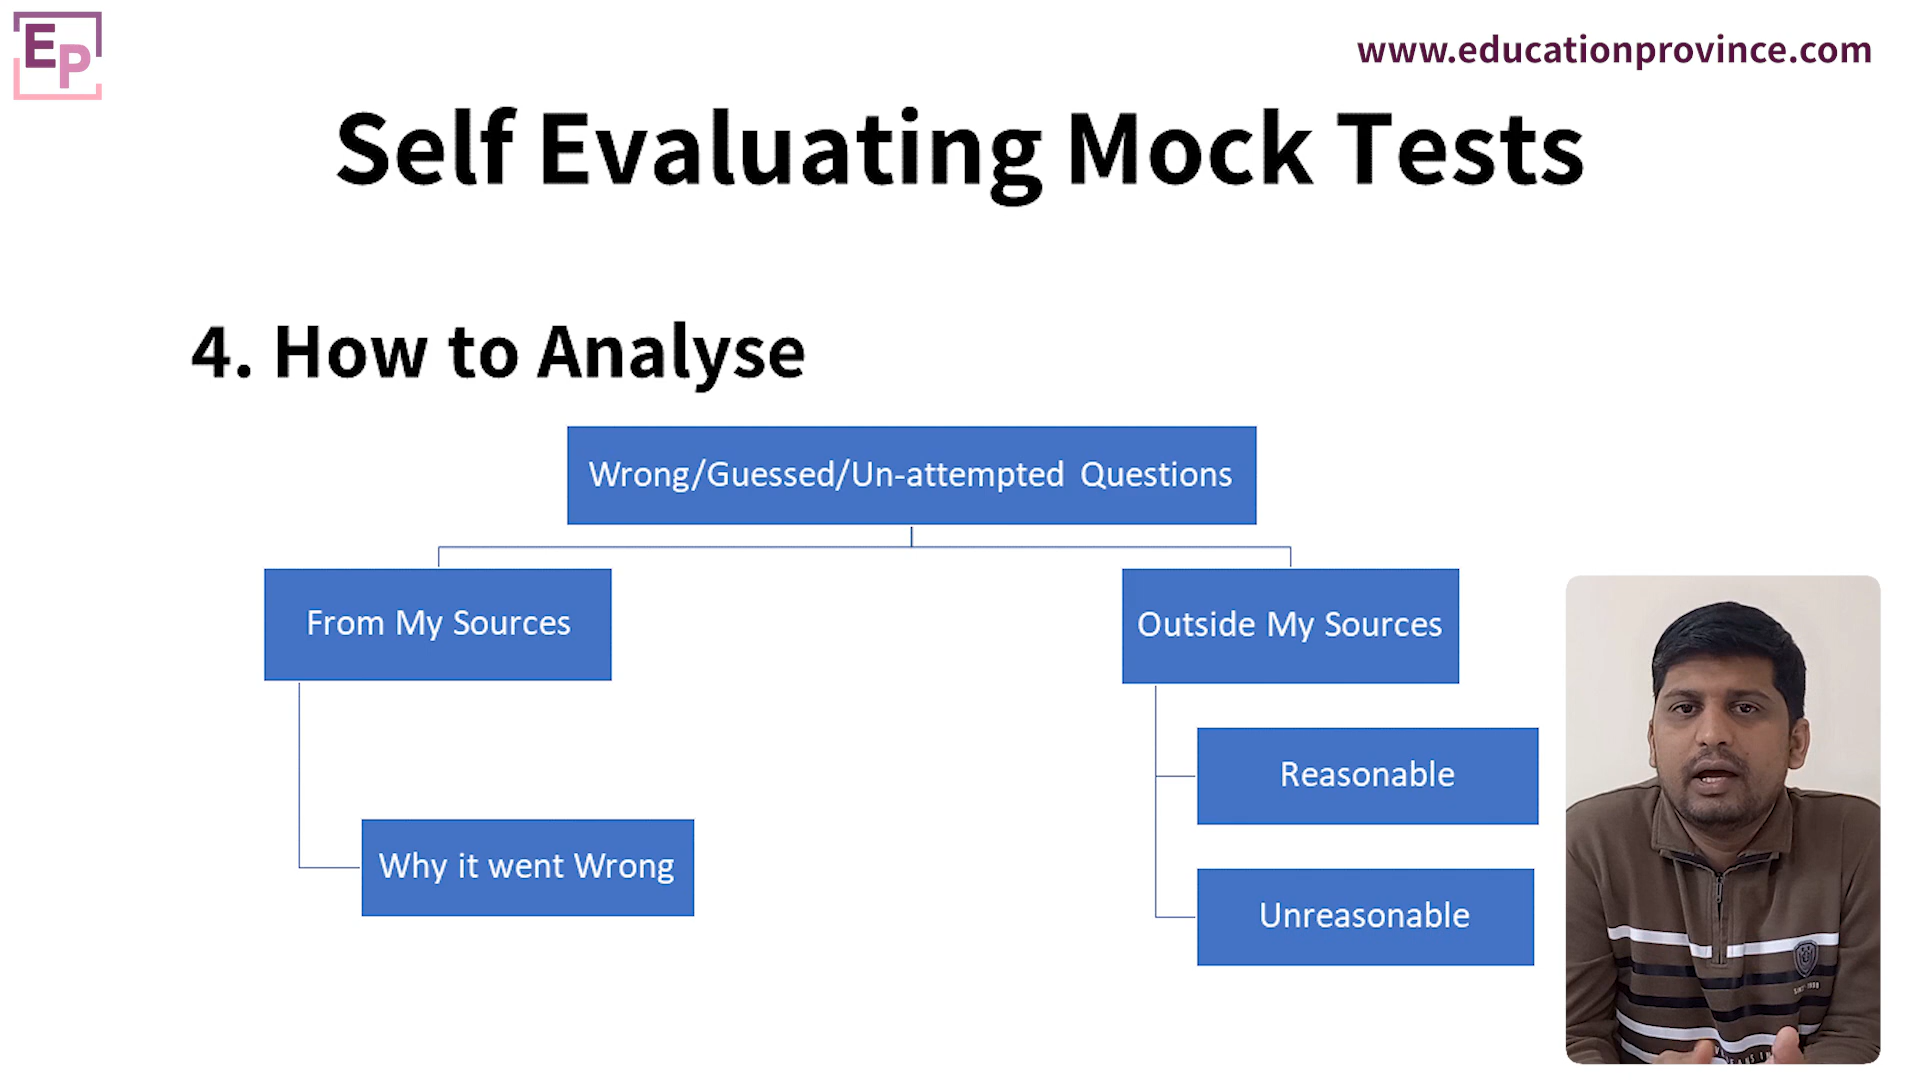 EP
www.educationprovince.com
Self Evaluating Mock Tests
4. How to Analyse
Wrong/Guessed/Un-attempted Questions
From My Sources
Outside My Sources
Reasonable
Why it went Wrong
Unreasonable